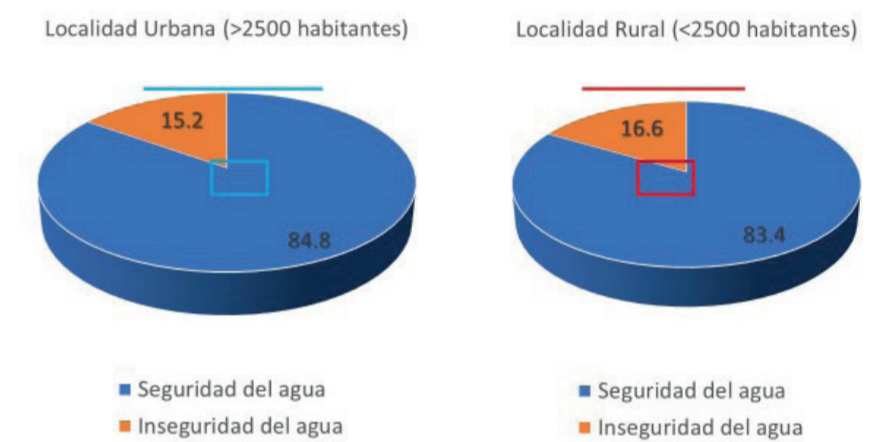 Localidad Urbana (>2500 habitantes)
15.2
84.8
Seguridad del agua
Inseguridad del agua
Localidad Rural (<2500 habitantes)
16.6
83.4
Seguridad del agua
Inseguridad del agua